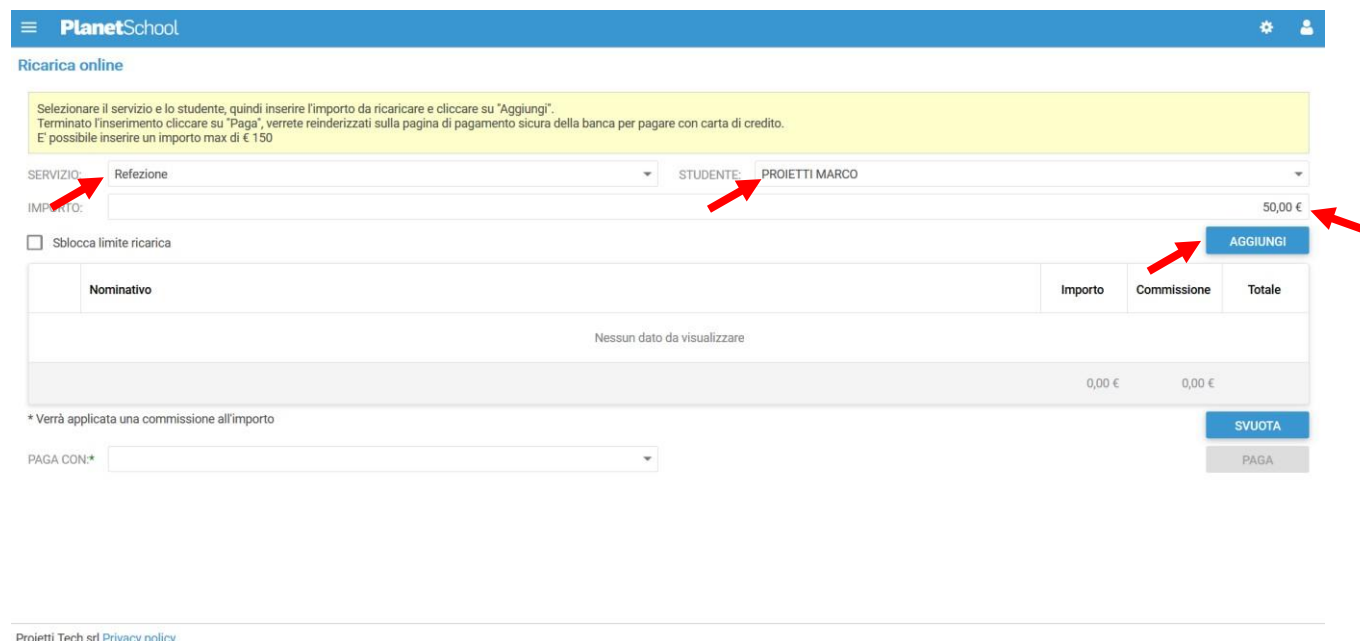 PlanetSchool
Ricarica online
Selezionare il servizio e lo studente, quindi inserire l'importo da ricaricare e cliccare su "Aggiungi".
Terminato l'inserimento cliccare su "Paga", verrete reinderizzati sulla pagina di pagamento sicura della banca per pagare con carta di credito.
E' possibile inserire un importo max di € 150
SERVIZIO: Refezione STUDENTE: PROIETTI MARCO
IMPORTO: 50,00 €
Sblocca limite ricarica AGGIUNGI
Nominativo Importo Commissione Totale
Nessun dato da visualizzare
0,00 € 0,00 €
* Verrà applicata una commissione all'importo SVUOTA
PAGA CON:* PAGA
Proietti Tech srl Privacy policy